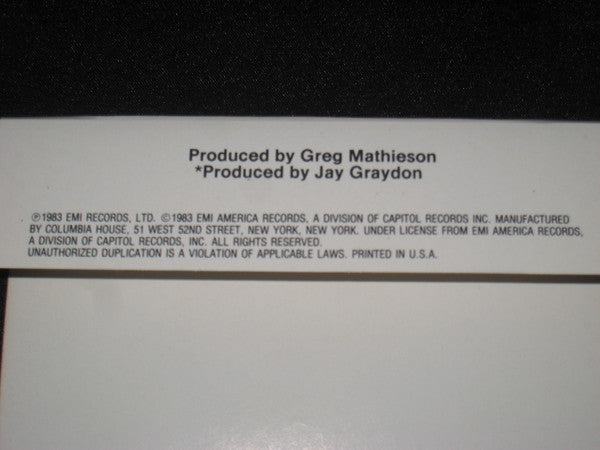 Produced by Greg Mathieson
*Produced by Jay Graydon
℗1983 EMI RECORDS, LTD. ©1983 EMI AMERICA RECORDS, A DIVISION OF CAPITOL RECORDS INC. MANUFACTURED
BY COLUMBIA HOUSE, 51 WEST 52ND STREET, NEW YORK, NEW YORK. UNDER LICENSE FROM EMI AMERICA RECORDS,
A DIVISION OF CAPITOL RECORDS, INC. ALL RIGHTS RESERVED.
UNAUTHORIZED DUPLICATION IS A VIOLATION OF APPLICABLE LAWS. PRINTED IN U.S.A.